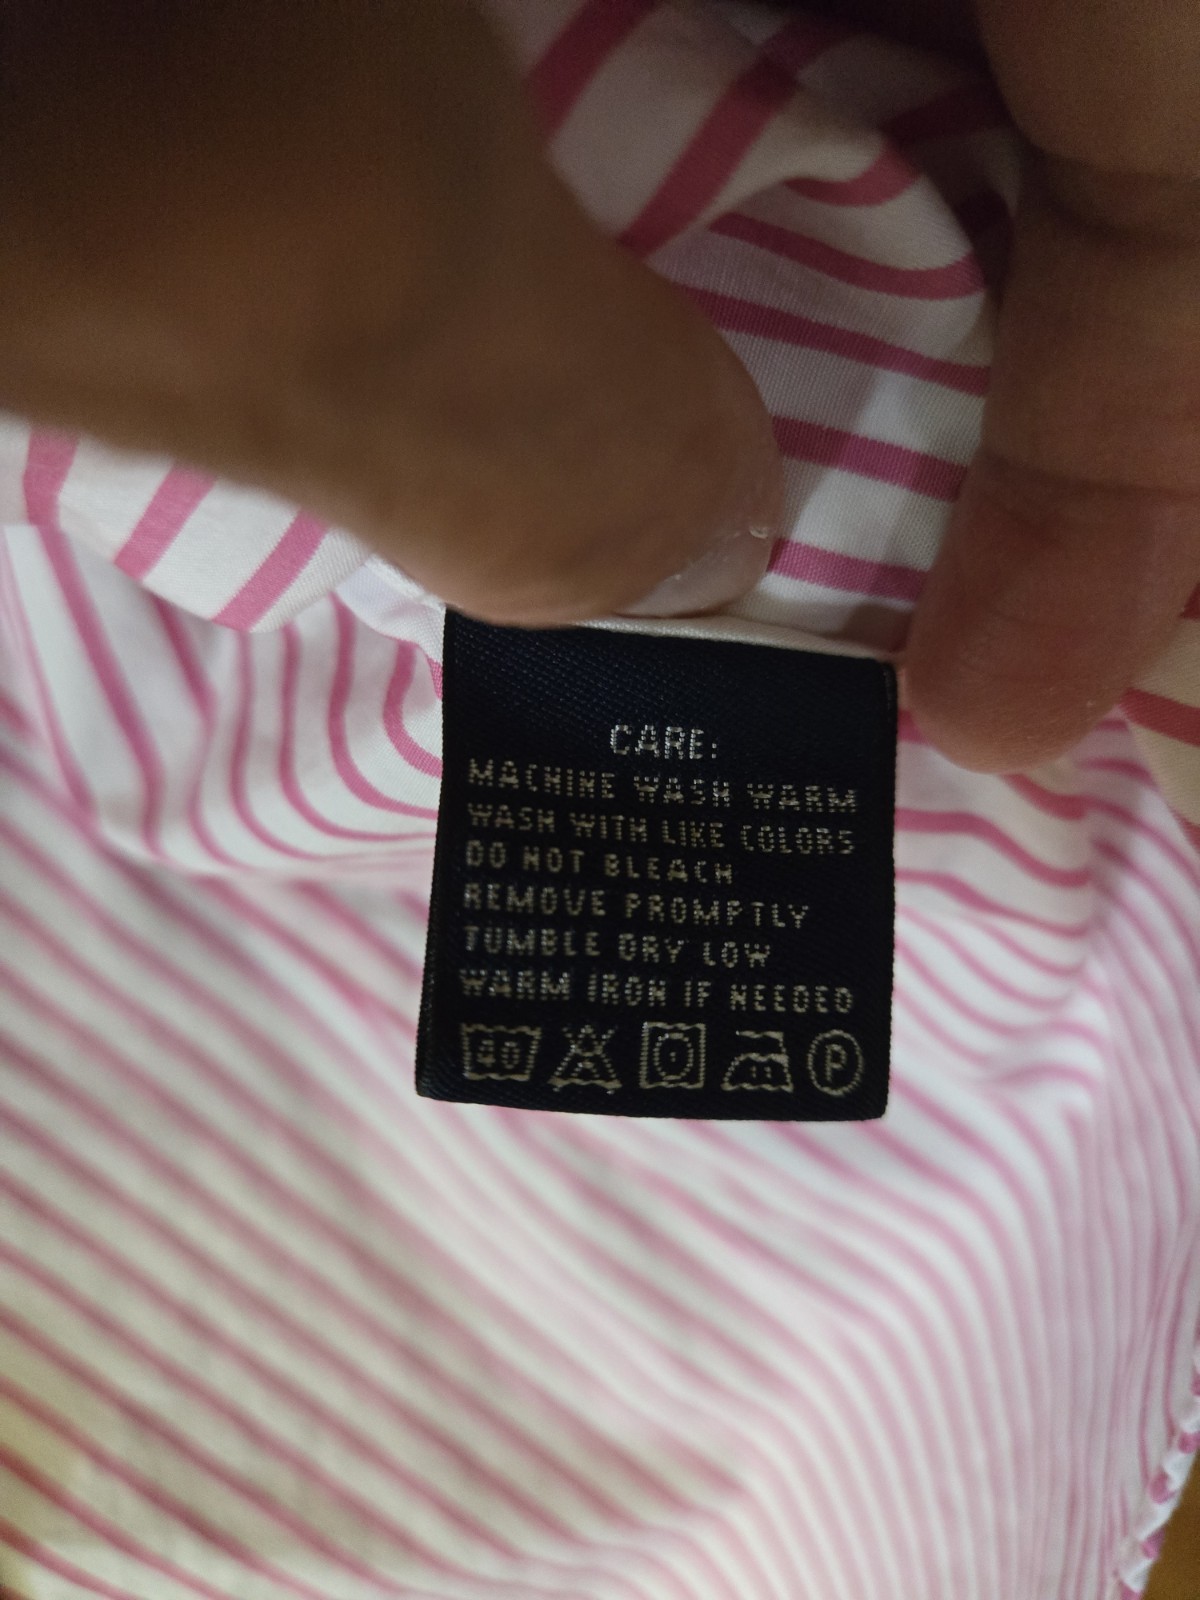 CARE:
MACHINE WASH WARM
WASH WITH LIKE COLORS
DO NOT BLEACH
REMOVE PROMPTLY
TUMBLE DRY LOW
WARM IRON IF NEEDED
40 P